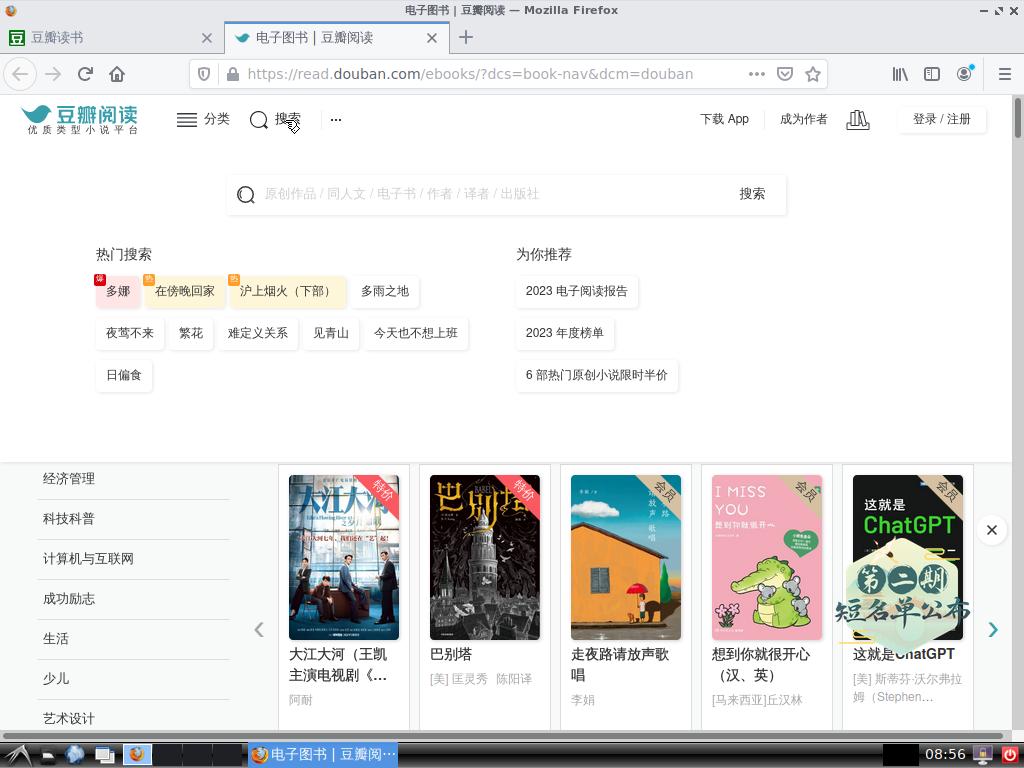 电子图书 | 豆瓣阅读 — Mozilla Firefox
豆瓣读书
电子图书 | 豆瓣阅读
https://read.douban.com/ebooks/?dcs=book-nav&dcm=douban
豆瓣阅读
优质类型小说平台
分类
搜索
···
下载 App
成为作者
登录 / 注册
原创作品 / 同人文 / 电子书 / 作者 / 译者 / 出版社
搜索
热门搜索
为你推荐
爆
多娜
热
在傍晚回家
热
沪上烟火（下部）
多雨之地
2023 电子阅读报告
夜莺不来
繁花
难定义关系
见青山
今天也不想上班
2023 年度榜单
日偏食
6 部热门原创小说限时半价
经济管理
科技科普
计算机与互联网
成功励志
生活
少儿
艺术设计
特价
大江大河
特价
BABEL
巴别塔
会员
李娟
走夜路请放声歌唱
会员
I MISS
YOU
想到你就很开心
会员
这就是
ChatGPT
第二期
短名单公布
大江大河（王凯
主演电视剧《...
阿耐
巴别塔
[美] 匡灵秀 陈阳译
走夜路请放声歌
唱
李娟
想到你就很开心
（汉、英）
[马来西亚]丘汉林
这就是ChatGPT
[美] 斯蒂芬·沃尔弗拉
姆（Stephen...
电子图书 | 豆瓣阅...
08:56